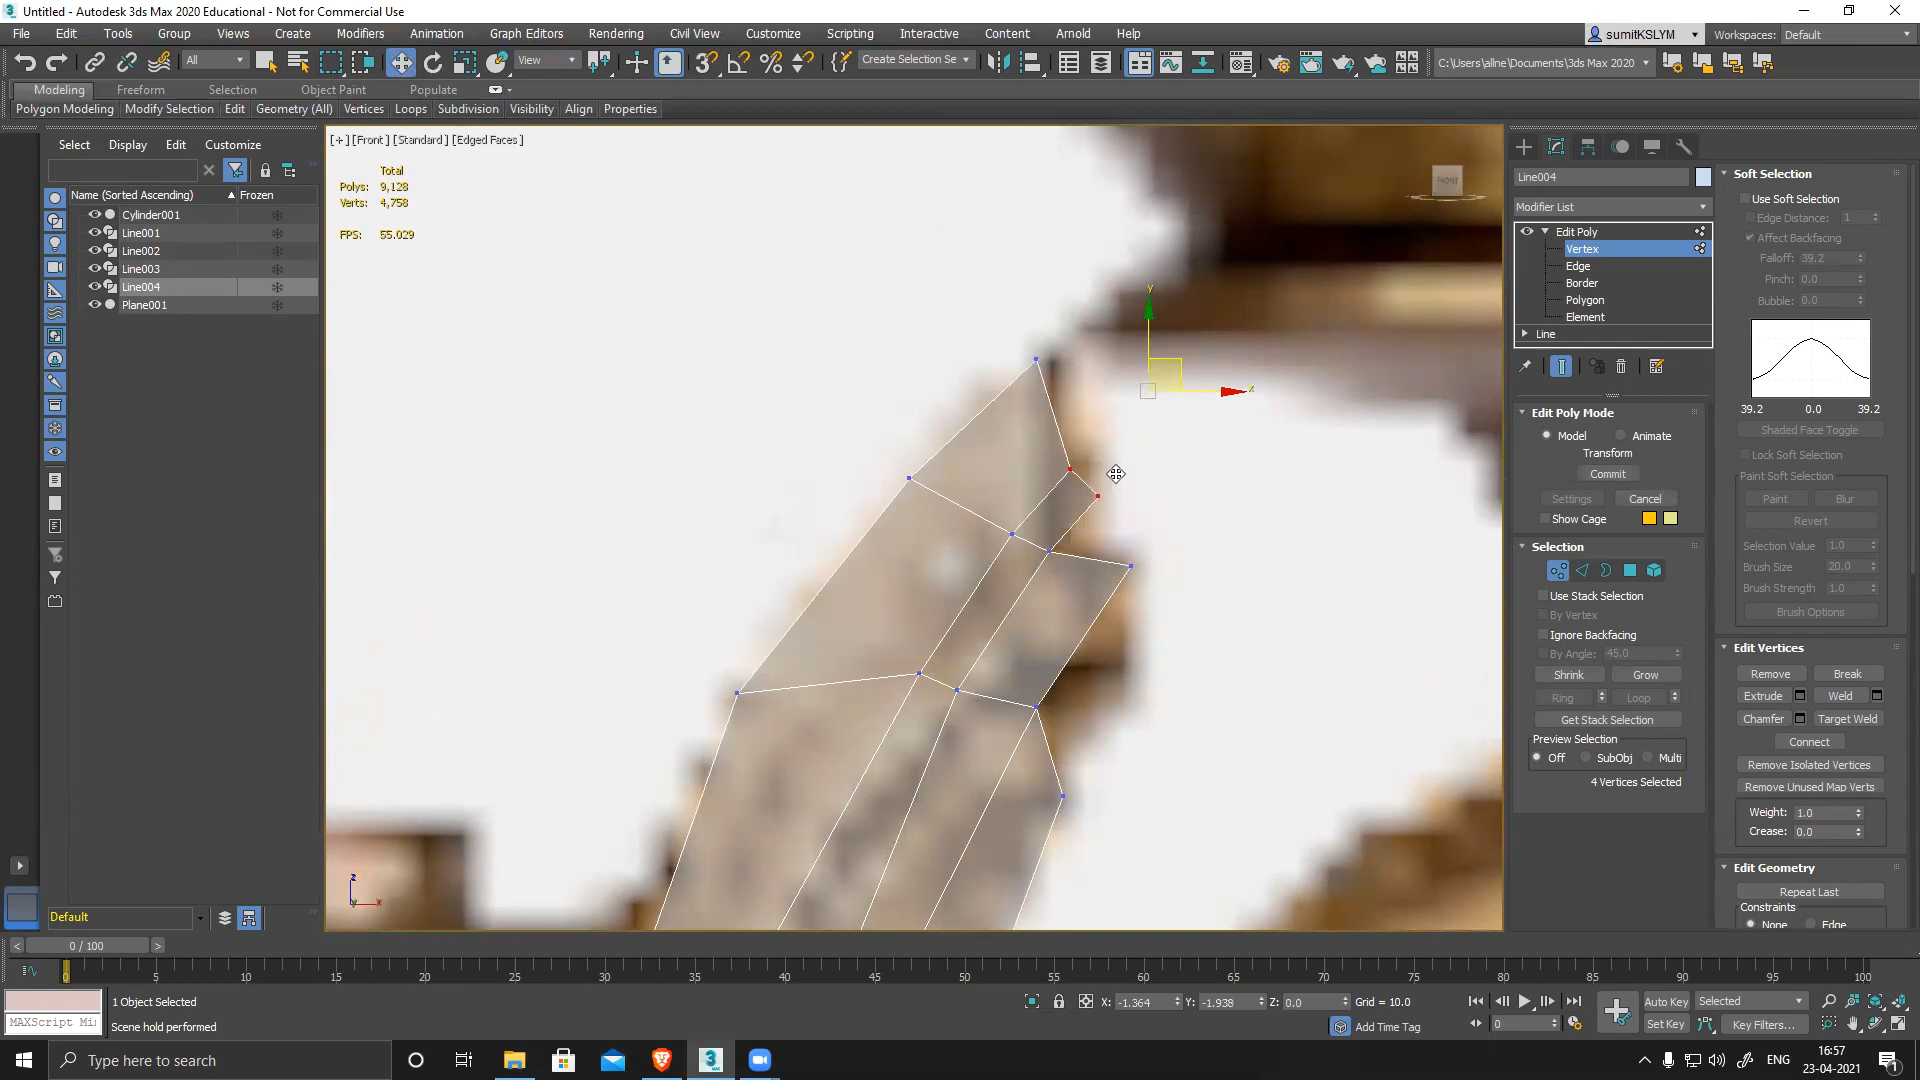 Untitled - Autodesk 3ds Max 2020 Educational - Not for Commercial Use
File Edit Tools Group Views Create Modifiers Animation Graph Editors Rendering Civil View Customize Scripting Interactive Content Arnold Help
sumitKSLYM Workspaces: Default
All View Create Selection Se C:\Users\allne\Documents\3ds Max 2020
Modeling Freeform Selection Object Paint Populate
Polygon Modeling Modify Selection Edit Geometry (All) Vertices Loops Subdivision Visibility Align Properties
Select Display Edit Customize
Name (Sorted Ascending) Frozen
Cylinder001
Line001
Line002
Line003
Line004
Plane001
Default
[+] [Front] [Standard] [Edged Faces]
Total
Polys: 9,128
Verts: 4,758
FPS: 55.029
FRONT
y
x
z
x
Line004
Modifier List
Edit Poly
Vertex
Edge
Border
Polygon
Element
Line
Edit Poly Mode
Model Animate
Transform
Commit
Settings Cancel
Show Cage
Selection
Use Stack Selection
By Vertex
Ignore Backfacing
By Angle: 45.0
Shrink Grow
Ring Loop
Get Stack Selection
Preview Selection
Off SubObj Multi
4 Vertices Selected
Soft Selection
Use Soft Selection
Edge Distance: 1
Affect Backfacing
Falloff: 39.2
Pinch: 0.0
Bubble: 0.0
39.2 0.0 39.2
Shaded Face Toggle
Lock Soft Selection
Paint Soft Selection
Paint Blur
Revert
Selection Value 1.0
Brush Size 20.0
Brush Strength 1.0
Brush Options
Edit Vertices
Remove Break
Extrude Weld
Chamfer Target Weld
Connect
Remove Isolated Vertices
Remove Unused Map Verts
Weight: 1.0
Crease: 0.0
Edit Geometry
Repeat Last
Constraints
None Edge
< 0 / 100 >
0 5 10 15 20 25 30 35 40 45 50 55 60 65 70 75 80 85 90 95 100
1 Object Selected
MAXScript Mi
Scene hold performed
X: -1.364 Y: -1.938 Z: 0.0 Grid = 10.0
Add Time Tag
0
Auto Key Selected
Set Key Key Filters...
Type here to search
ENG
16:57
23-04-2021
1